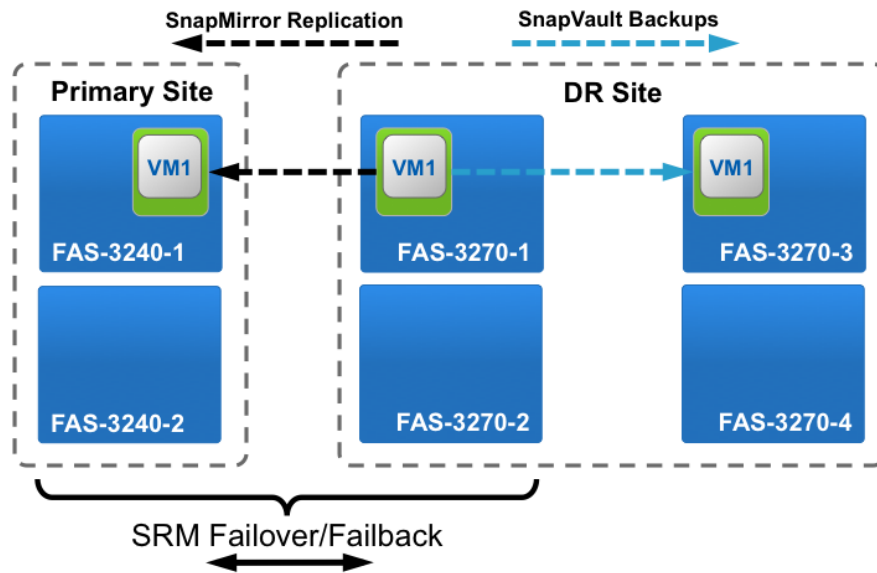 SnapMirror Replication
SnapVault Backups
Primary Site
DR Site
VM1
VM1
VM1
FAS-3240-1
FAS-3270-1
FAS-3270-3
FAS-3240-2
FAS-3270-2
FAS-3270-4
SRM Failover/Failback